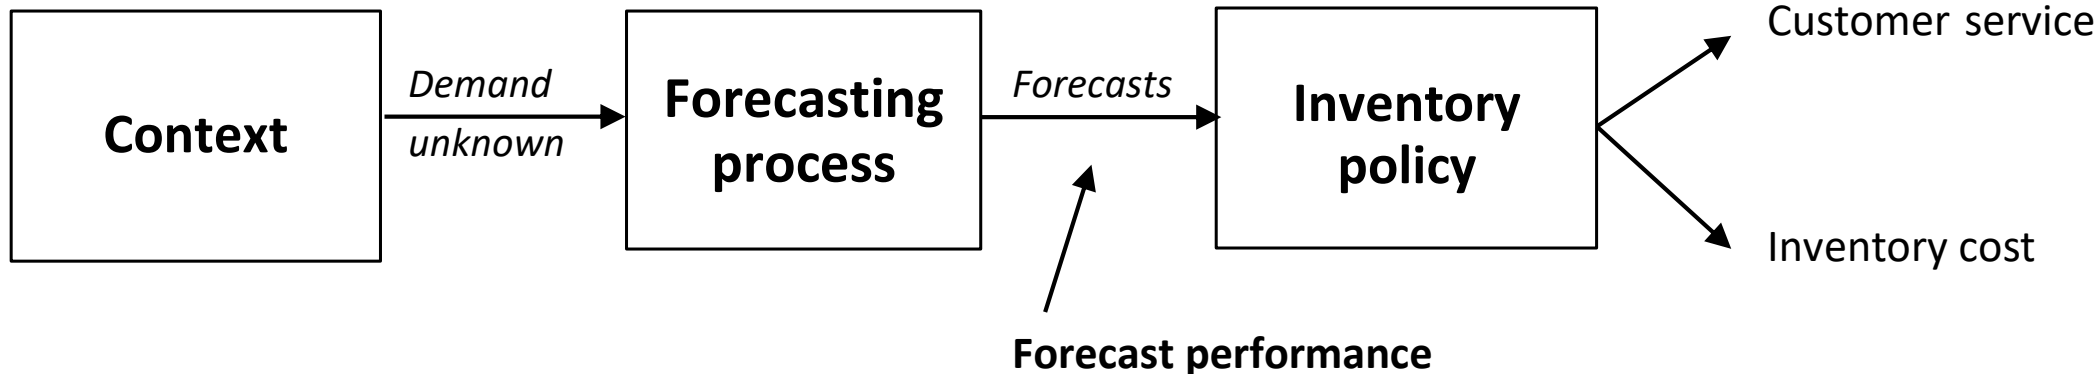 Context
Demand
unknown
Forecasting
process
Forecasts
Inventory
policy
Customer service
Inventory cost
Forecast performance